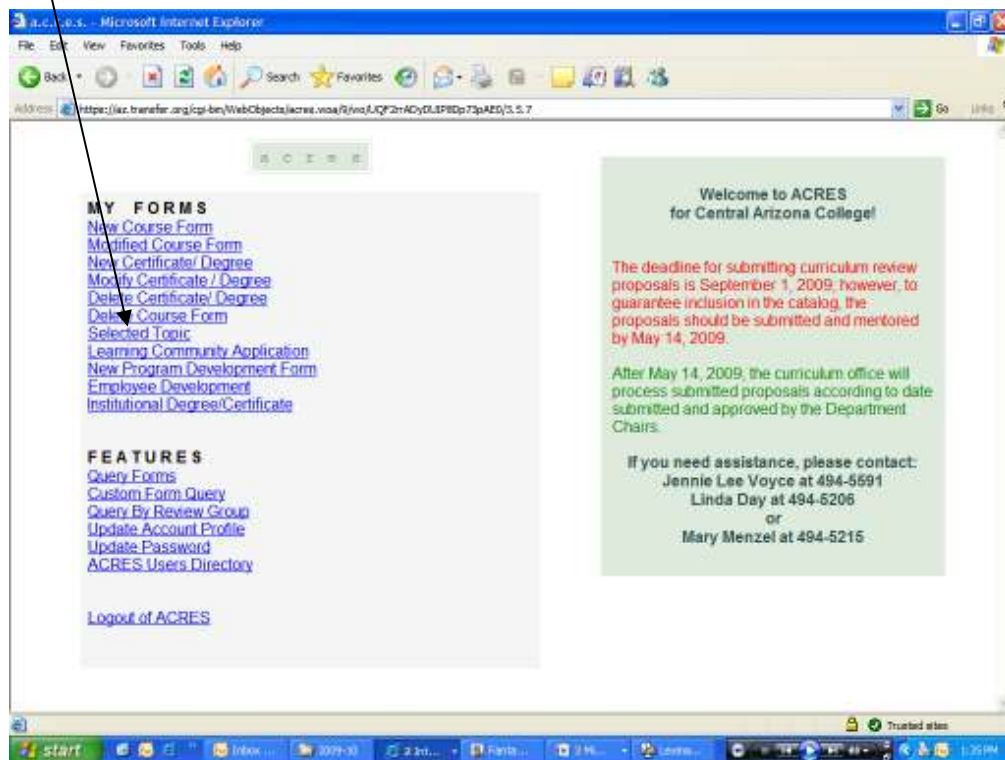 a.c.r.e.s. - Microsoft Internet Explorer
File Edit View Favorites Tools Help
Back Search Favorites
Address Go Links
a c r e s
MY FORMS
New Course Form
Modified Course Form
New Certificate/ Degree
Modify Certificate / Degree
Delete Certificate/ Degree
Delete Course Form
Selected Topic
Learning Community Application
New Program Development Form
Employee Development
Institutional Degree/Certificate
FEATURES
Query Forms
Custom Form Query
Query By Review Group
Update Account Profile
Update Password
ACRES Users Directory
Logout of ACRES
Welcome to ACRES
for Central Arizona College!
The deadline for submitting curriculum review
proposals is September 1, 2009, however, to
guarantee inclusion in the catalog, the
proposals should be submitted and mentored
by May 14, 2009.
After May 14, 2009, the curriculum office will
process submitted proposals according to date
submitted and approved by the Department
Chairs.
If you need assistance, please contact:
Jennie Lee Voyce at 494-5591
Linda Day at 494-5206
or
Mary Menzel at 494-5215
Trusted sites
start Inbox ... 2009-10 1:35 PM